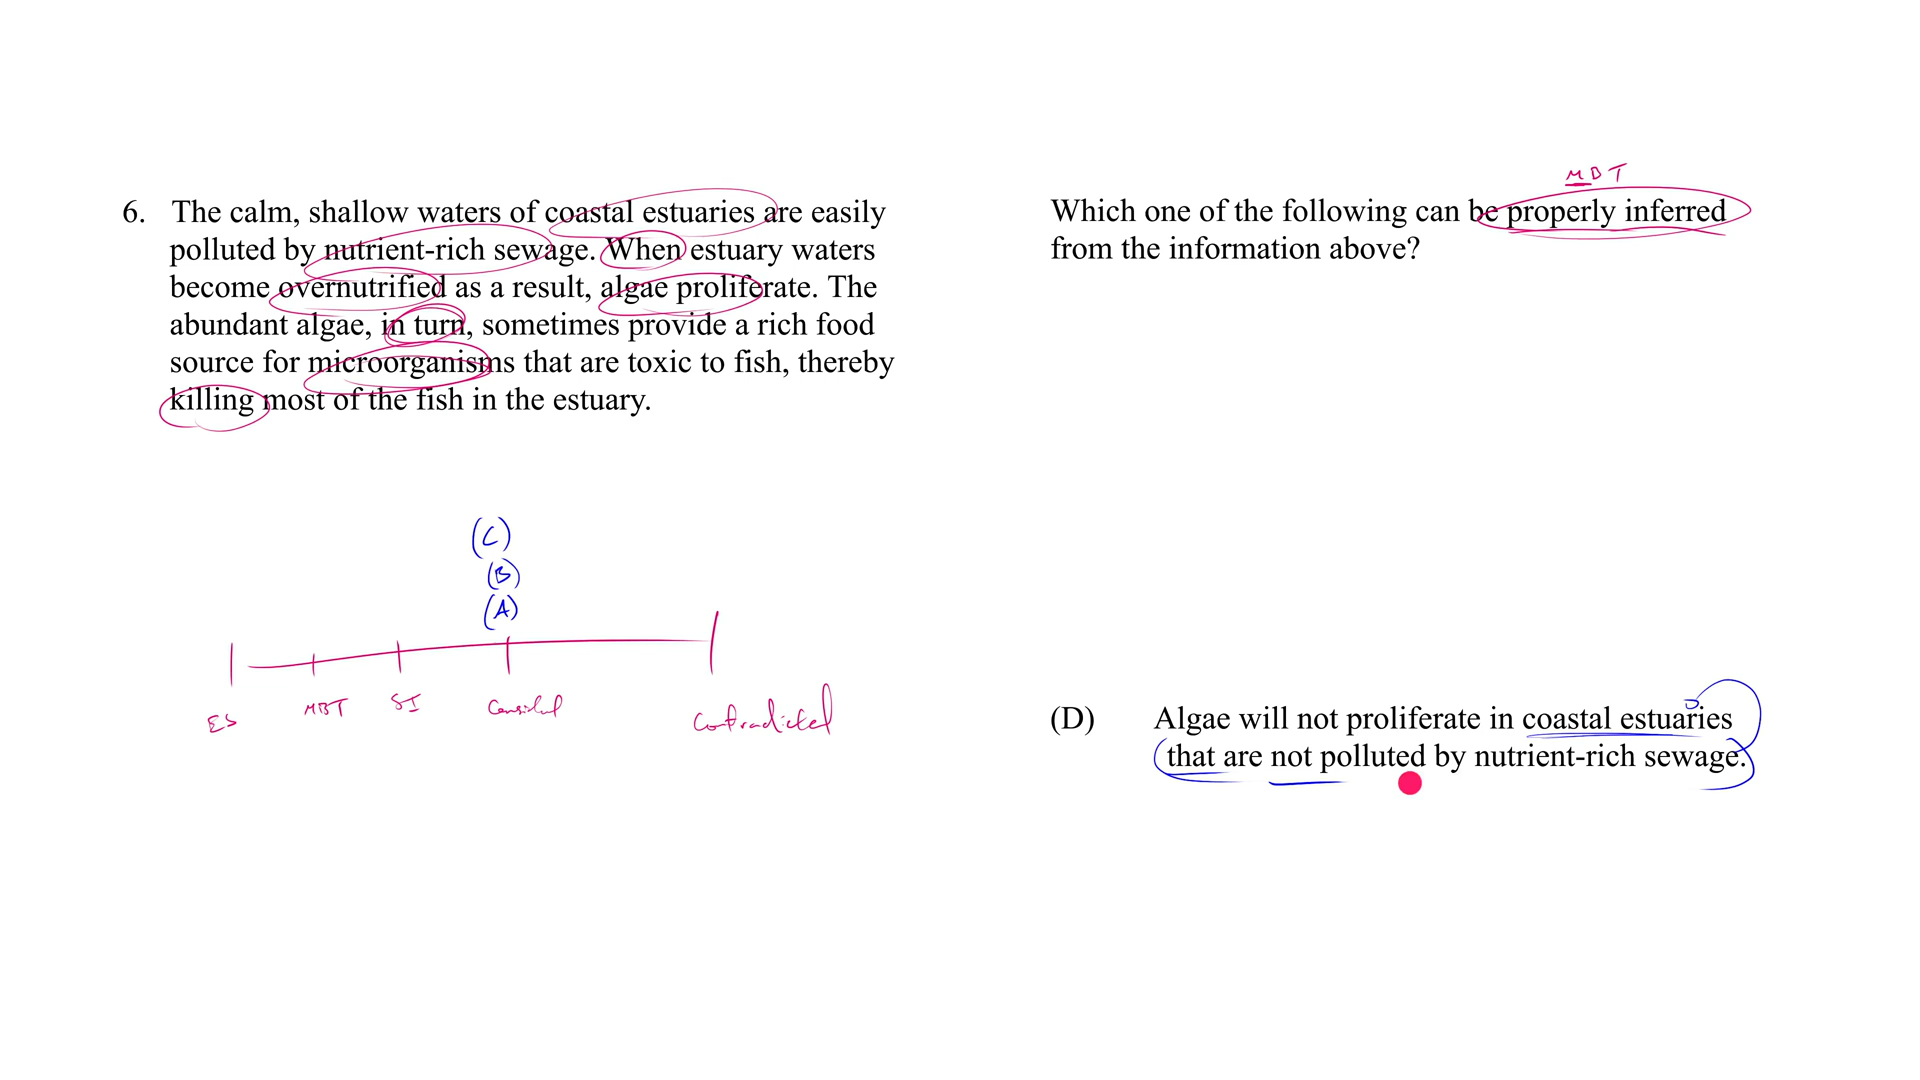 6. The calm, shallow waters of coastal estuaries are easily
polluted by nutrient-rich sewage. When estuary waters
become overnutrified as a result, algae proliferate. The
abundant algae, in turn, sometimes provide a rich food
source for microorganisms that are toxic to fish, thereby
killing most of the fish in the estuary.
(C)
(B)
(A)
ES
MBT
SI
Contradicted
MBT
Which one of the following can be properly inferred
from the information above?
(D) Algae will not proliferate in coastal estuaries
that are not polluted by nutrient-rich sewage.